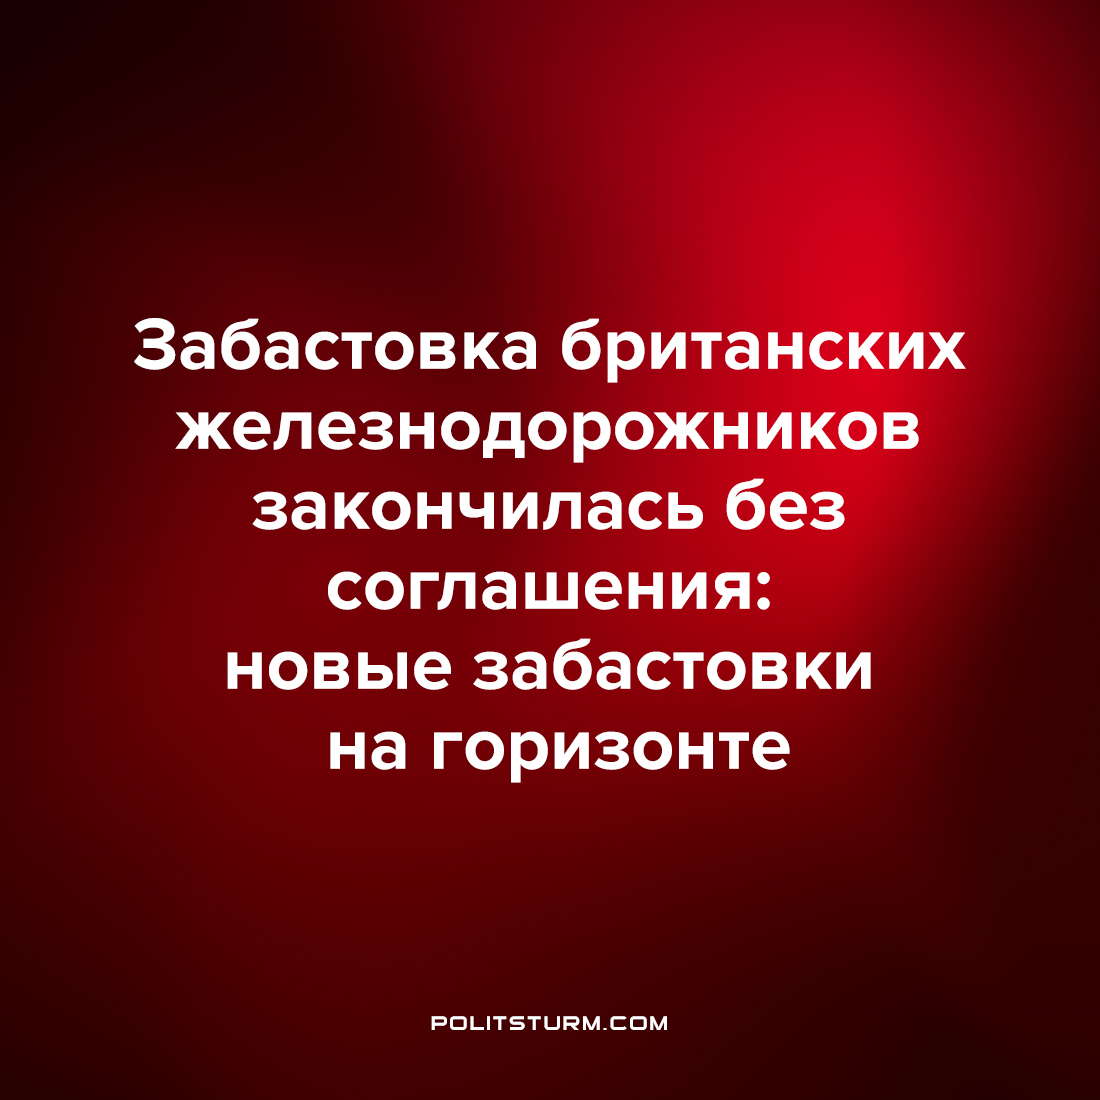 Забастовка британских
железнодорожников
закончилась без
соглашения:
новые забастовки
на горизонте
POLITSTURM.COM